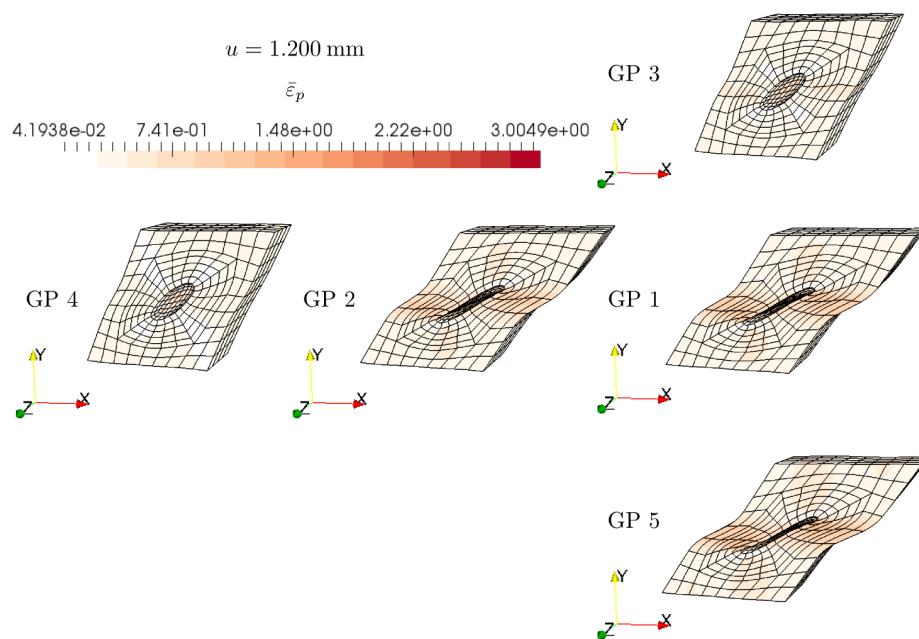 u = 1.200 mm
ε̄ₚ
4.1938e-02 7.41e-01 1.48e+00 2.22e+00 3.0049e+00
GP 3
Y
Z X
GP 4
Y
Z X
GP 2
Y
Z X
GP 1
Y
Z X
GP 5
Y
Z X